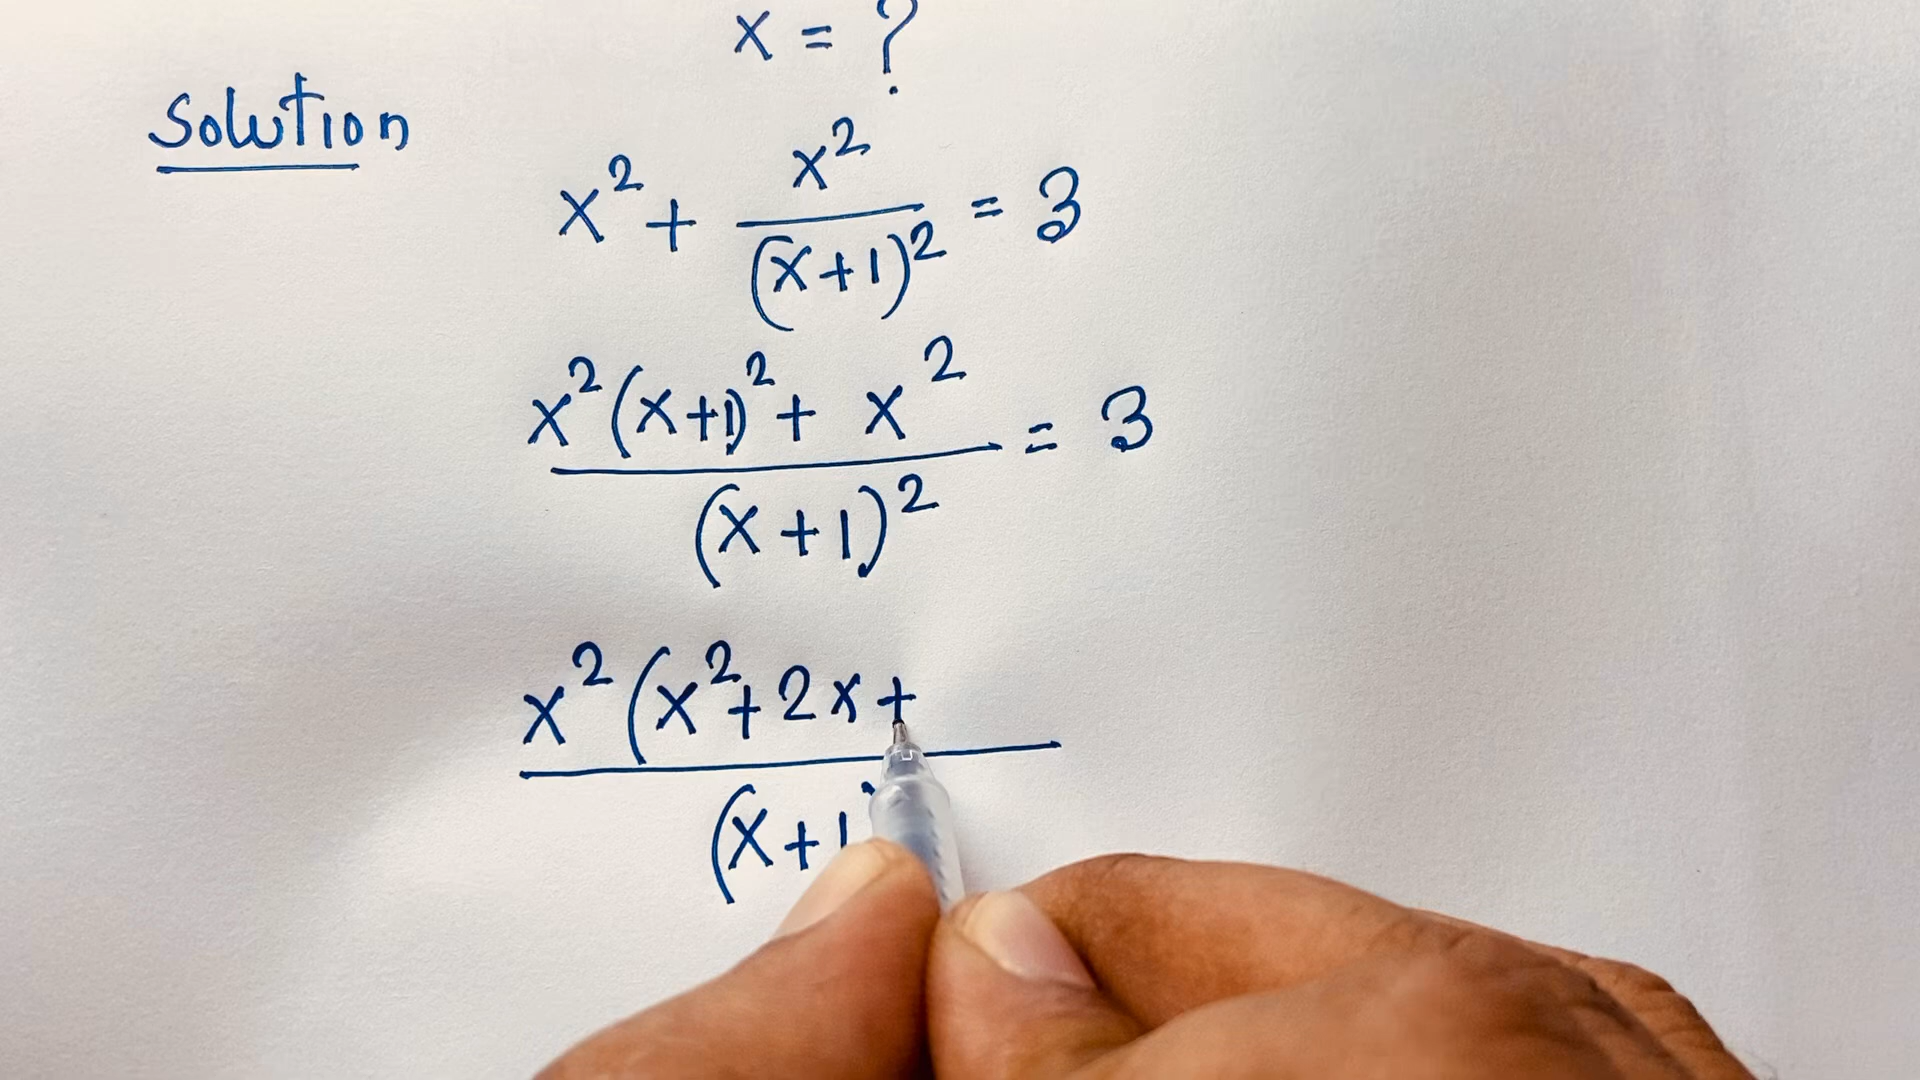 x = ?
Solution
x² + x²/(x+1)² = 3
(x²(x+1)² + x²)/(x+1)² = 3
x²(x² + 2x +
(x+1